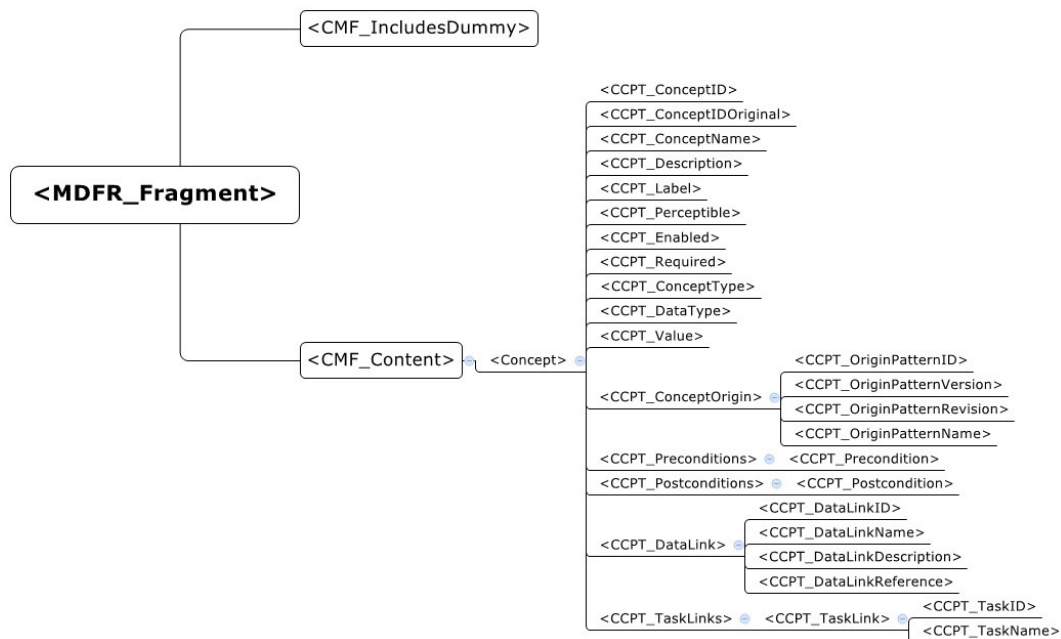 <CMF_IncludesDummy>
<MDFR_Fragment>
<CMF_Content>
<Concept>
<CCPT_ConceptID>
<CCPT_ConceptIDOriginal>
<CCPT_ConceptName>
<CCPT_Description>
<CCPT_Label>
<CCPT_Perceptible>
<CCPT_Enabled>
<CCPT_Required>
<CCPT_ConceptType>
<CCPT_DataType>
<CCPT_Value>
<CCPT_ConceptOrigin>
<CCPT_OriginPatternID>
<CCPT_OriginPatternVersion>
<CCPT_OriginPatternRevision>
<CCPT_OriginPatternName>
<CCPT_Preconditions>
<CCPT_Precondition>
<CCPT_Postconditions>
<CCPT_Postcondition>
<CCPT_DataLink>
<CCPT_DataLinkID>
<CCPT_DataLinkName>
<CCPT_DataLinkDescription>
<CCPT_DataLinkReference>
<CCPT_TaskLinks>
<CCPT_TaskLink>
<CCPT_TaskID>
<CCPT_TaskName>